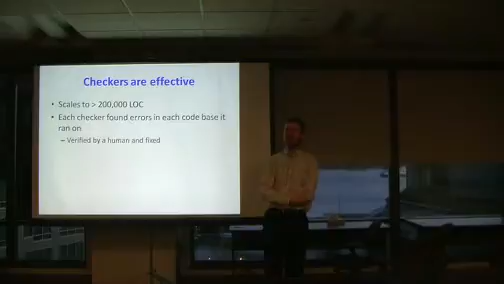 Checkers are effective
• Scales to > 200,000 LOC
• Each checker found errors in each code base it
ran on
– Verified by a human and fixed